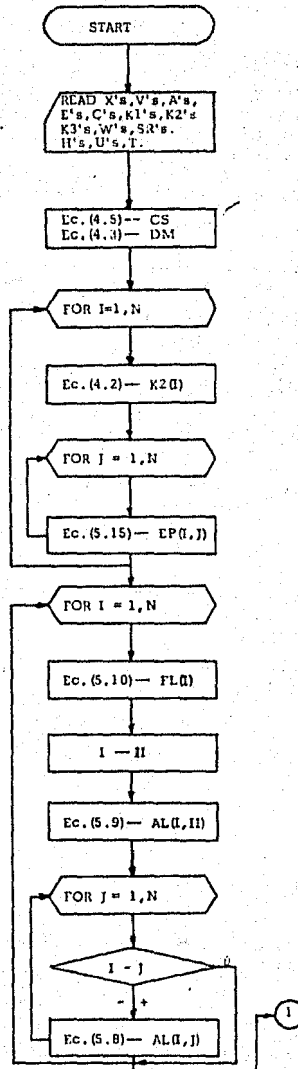 START
READ X's,V's,A's,
E's,C's,K1's,K2's
K3's,W's,SR's.
H's,U's,T.
Ec.(4.5)-- CS
Ec.(4.3)— DM
FOR I=1,N
Ec.(4.2)— K2(I)
FOR J = 1,N
Ec.(5.15)— EP(I,J)
FOR I = 1,N
Ec.(5.10)— FL(I)
I — II
Ec.(5.9)— AL(I,II)
FOR J = 1,N
I - J
0
- +
Ec.(5.8)— AL(I,J)
1